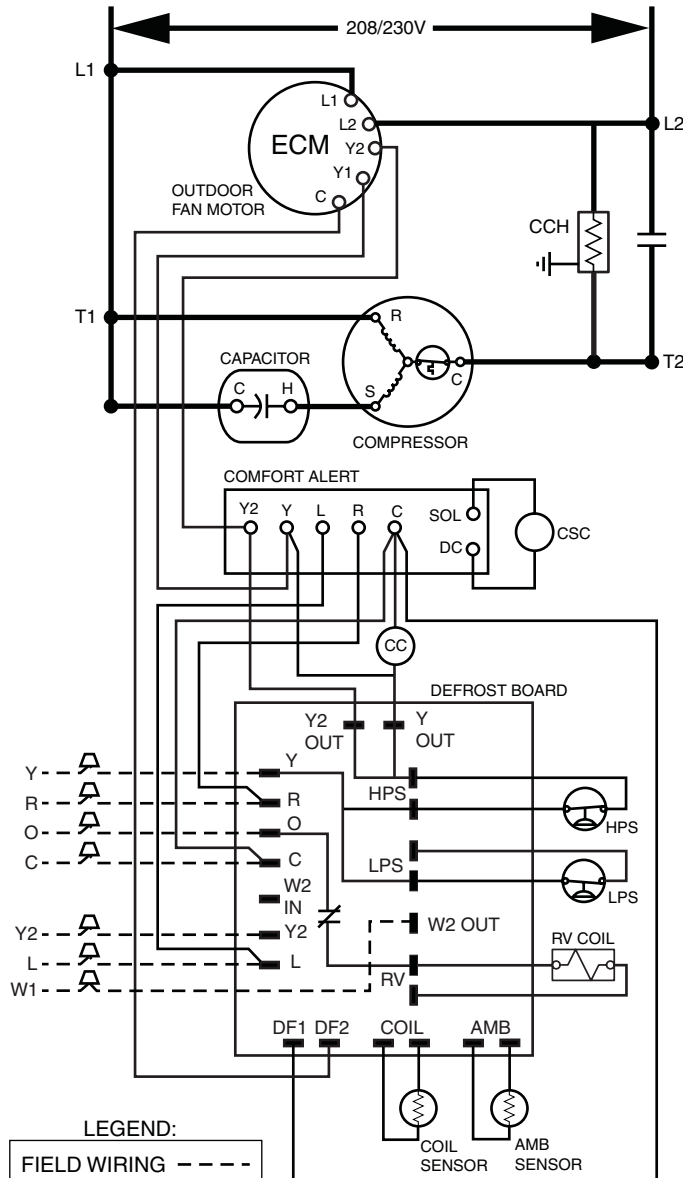 208/230V
L1
L1
L2
L2
ECM
Y2
Y1
C
OUTDOOR
FAN MOTOR
CCH
T1
R
CAPACITOR
C
H
S
C
T2
COMPRESSOR
COMFORT ALERT
Y2
Y
L
R
C
SOL
DC
CSC
CC
DEFROST BOARD
Y2
OUT
Y
OUT
Y
Y
HPS
R
R
HPS
O
O
C
C
LPS
W2
IN
LPS
W2 OUT
Y2
Y2
RV COIL
L
L
RV
W1
DF1
DF2
COIL
AMB
COIL
SENSOR
AMB
SENSOR
LEGEND:
FIELD WIRING